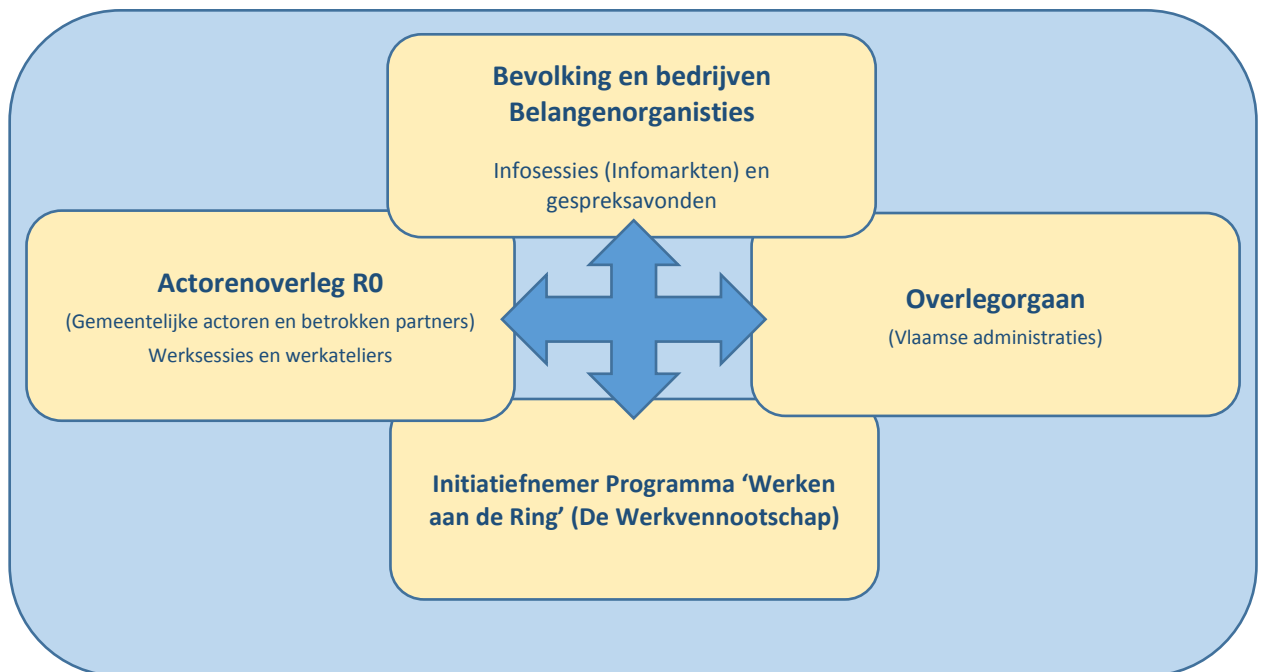 Bevolking en bedrijven
Belangenorganisties
Infosessies (Infomarkten) en
gespreksavonden
Actorenoverleg R0
(Gemeentelijke actoren en betrokken partners)
Werksessies en werkateliers
Overlegorgaan
(Vlaamse administraties)
Initiatiefnemer Programma ‘Werken
aan de Ring’ (De Werkvennootschap)